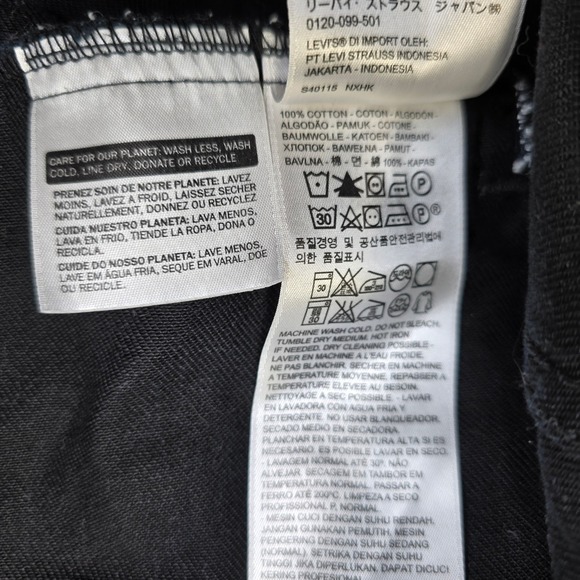 リーバイ・ストラウス ジャパン㈱
0120-099-501
LEVI'S® DI IMPORT OLEH:
PT LEVI STRAUSS INDONESIA
JAKARTA - INDONESIA
S40115 NXHK
CARE FOR OUR PLANET: WASH LESS, WASH
COLD, LINE DRY, DONATE OR RECYCLE
PRENEZ SOIN DE NOTRE PLANETE: LAVEZ
MOINS, LAVEZ A FROID, LAISSEZ SECHER
NATURELLEMENT, DONNEZ OU RECYCLEZ
CUIDA NUESTRO PLANETA: LAVA MENOS,
LAVA EN FRIO, TIENDE LA ROPA, DONA O
RECICLA.
CUIDE DO NOSSO PLANETA: LAVE MENOS,
LAVE EM ÁGUA FRIA, SEQUE EM VARAL, DOE
OU RECICLE.
100% COTTON - COTON - ALGODÓN-
ALGODÃO - PAMUK - COTONE-
BAUMWOLLE - KATOEN - ΒΑΜΒΑΚΙ-
ХЛОПОК - BAWEŁNA - PAMUT-
BAVLNA - 棉 - 면 - 綿 100% - KAPAS
30 P
품질경영 및 공산품안전관리법에
의한 품질표시
30
30
MACHINE WASH COLD. DO NOT BLEACH.
TUMBLE DRY MEDIUM. HOT IRON
IF NEEDED. DRY CLEANING POSSIBLE -
LAVER EN MACHINE A L'EAU FROIDE.
NE PAS BLANCHIR. SECHER EN MACHINE
A TEMPERATURE MOYENNE. REPASSER A
TEMPERATURE ELEVEE AU BESOIN.
NETTOYAGE A SEC POSSIBLE. - LAVAR
EN LAVADORA CON AGUA FRIA Y
DETERGENTE. NO USAR BLANQUEADOR.
SECADO MEDIO EN SECADORA.
PLANCHAR EN TEMPERATURA ALTA SI ES
NECESARIO. ES POSIBLE LAVAR EN SECO.
- LAVAGEM NORMAL ATÉ 30º. NÃO
ALVEJAR. SECAGEM EM TAMBOR EM
TEMPERATURA NORMAL. PASSAR A
FERRO ATÉ 200ºC. LIMPEZA A SECO
PROFISSIONAL P, NORMAL.
- MESIN CUCI DENGAN SUHU RENDAH.
JANGAN GUNAKAN PEMUTIH. MESIN
PENGERING DENGAN SUHU SEDANG
(NORMAL). SETRIKA DENGAN SUHU
TINGGI JIKA DIPERLUKAN. DAPAT DICUCI